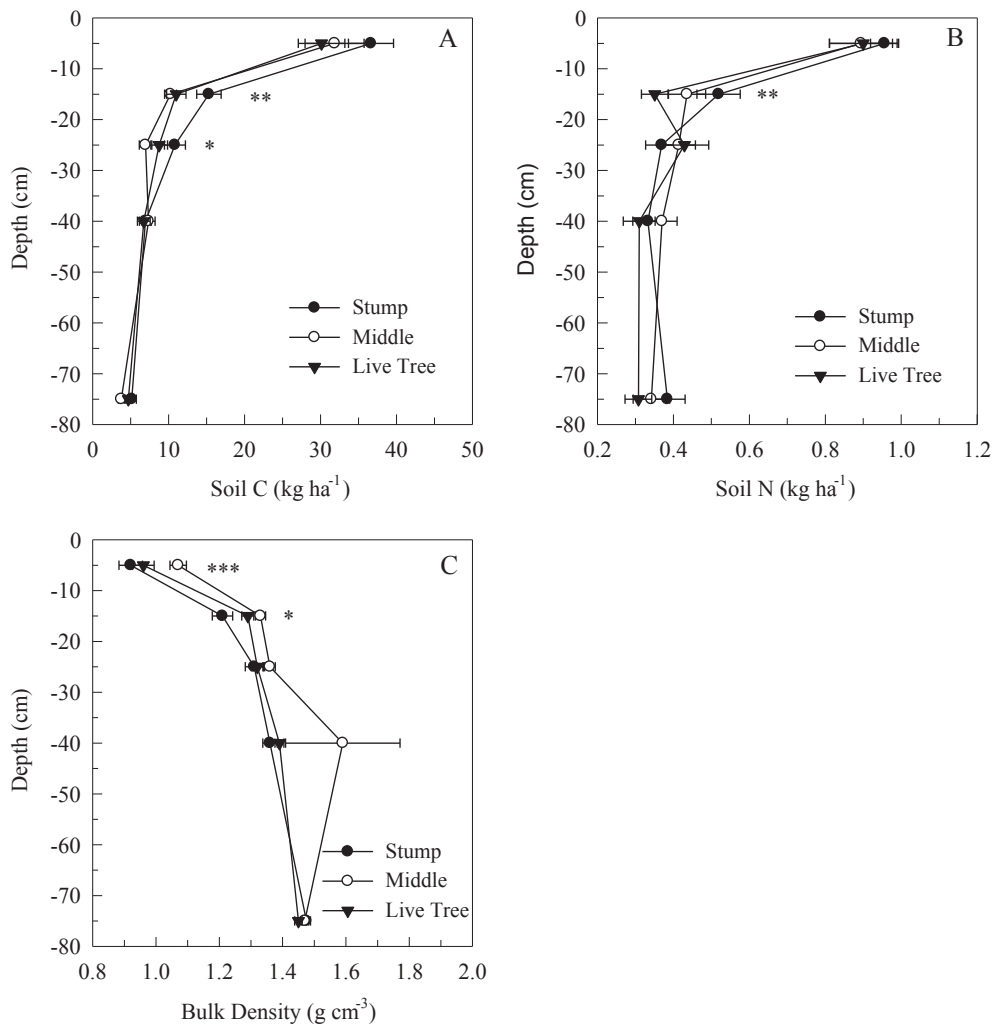 A
0
-10
-20
-30
-40
-50
-60
-70
-80
Depth (cm)
**
*
Stump
Middle
Live Tree
0 10 20 30 40 50
Soil C (kg ha⁻¹)
B
0
-10
-20
-30
-40
-50
-60
-70
-80
Depth (cm)
**
Stump
Middle
Live Tree
0.2 0.4 0.6 0.8 1.0 1.2
Soil N (kg ha⁻¹)
C
0
-10
-20
-30
-40
-50
-60
-70
-80
Depth (cm)
***
*
Stump
Middle
Live Tree
0.8 1.0 1.2 1.4 1.6 1.8 2.0
Bulk Density (g cm⁻³)